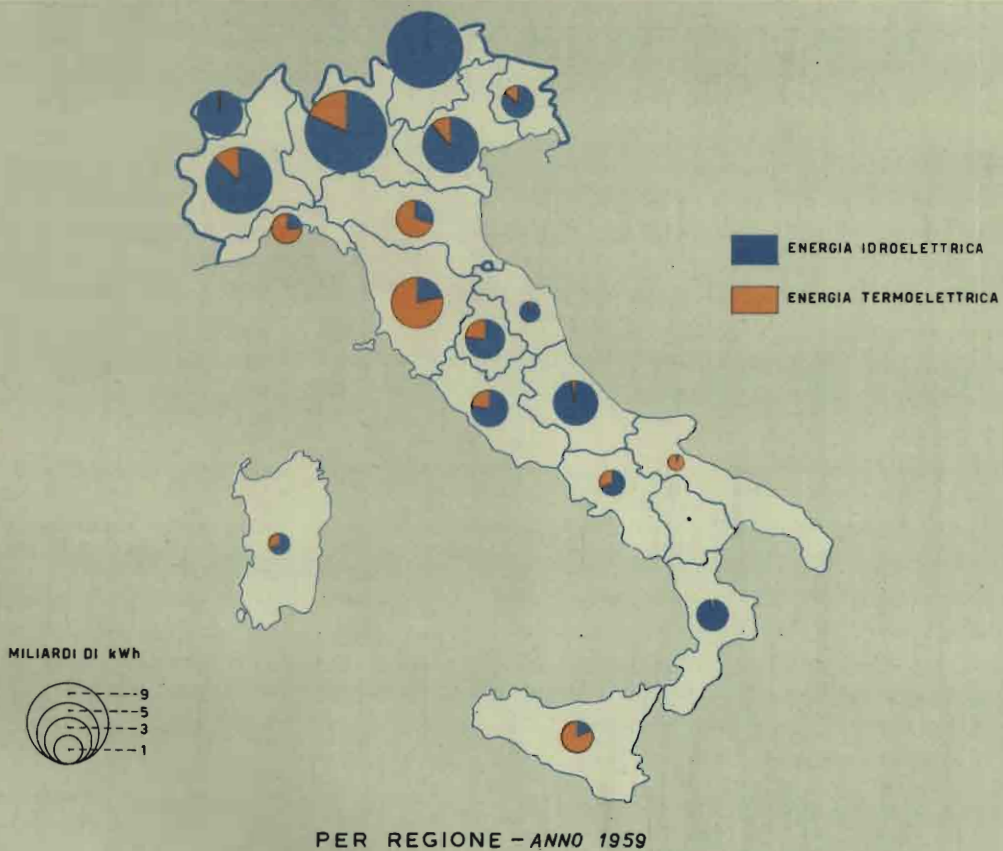 ENERGIA IDROELETTRICA
ENERGIA TERMOELETTRICA
MILIARDI DI kWh
9
5
3
1
PER REGIONE – ANNO 1959